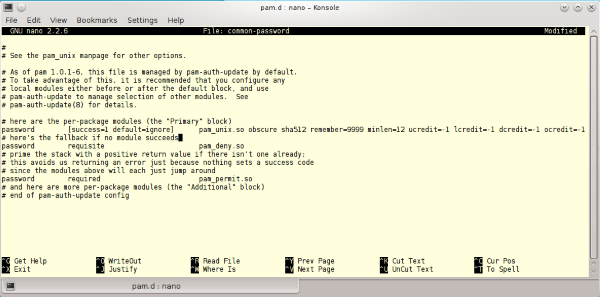 pam.d : nano – Konsole
File Edit View Bookmarks Settings Help
GNU nano 2.2.6 File: common-password Modified
#
# See the pam_unix manpage for other options.
# As of pam 1.0.1-6, this file is managed by pam-auth-update by default.
# To take advantage of this, it is recommended that you configure any
# local modules either before or after the default block, and use
# pam-auth-update to manage selection of other modules. See
# pam-auth-update(8) for details.
# here are the per-package modules (the "Primary" block)
password [success=1 default=ignore] pam_unix.so obscure sha512 remember=9999 minlen=12 ucredit=-1 lcredit=-1 dcredit=-1 ocredit=-1
# here's the fallback if no module succeeds
password requisite pam_deny.so
# prime the stack with a positive return value if there isn't one already;
# this avoids us returning an error just because nothing sets a success code
# since the modules above will each just jump around
password required pam_permit.so
# and here are more per-package modules (the "Additional" block)
# end of pam-auth-update config
^G Get Help ^O WriteOut ^R Read File ^Y Prev Page ^K Cut Text ^C Cur Pos
^X Exit ^J Justify ^W Where Is ^V Next Page ^U UnCut Text ^T To Spell
pam.d : nano